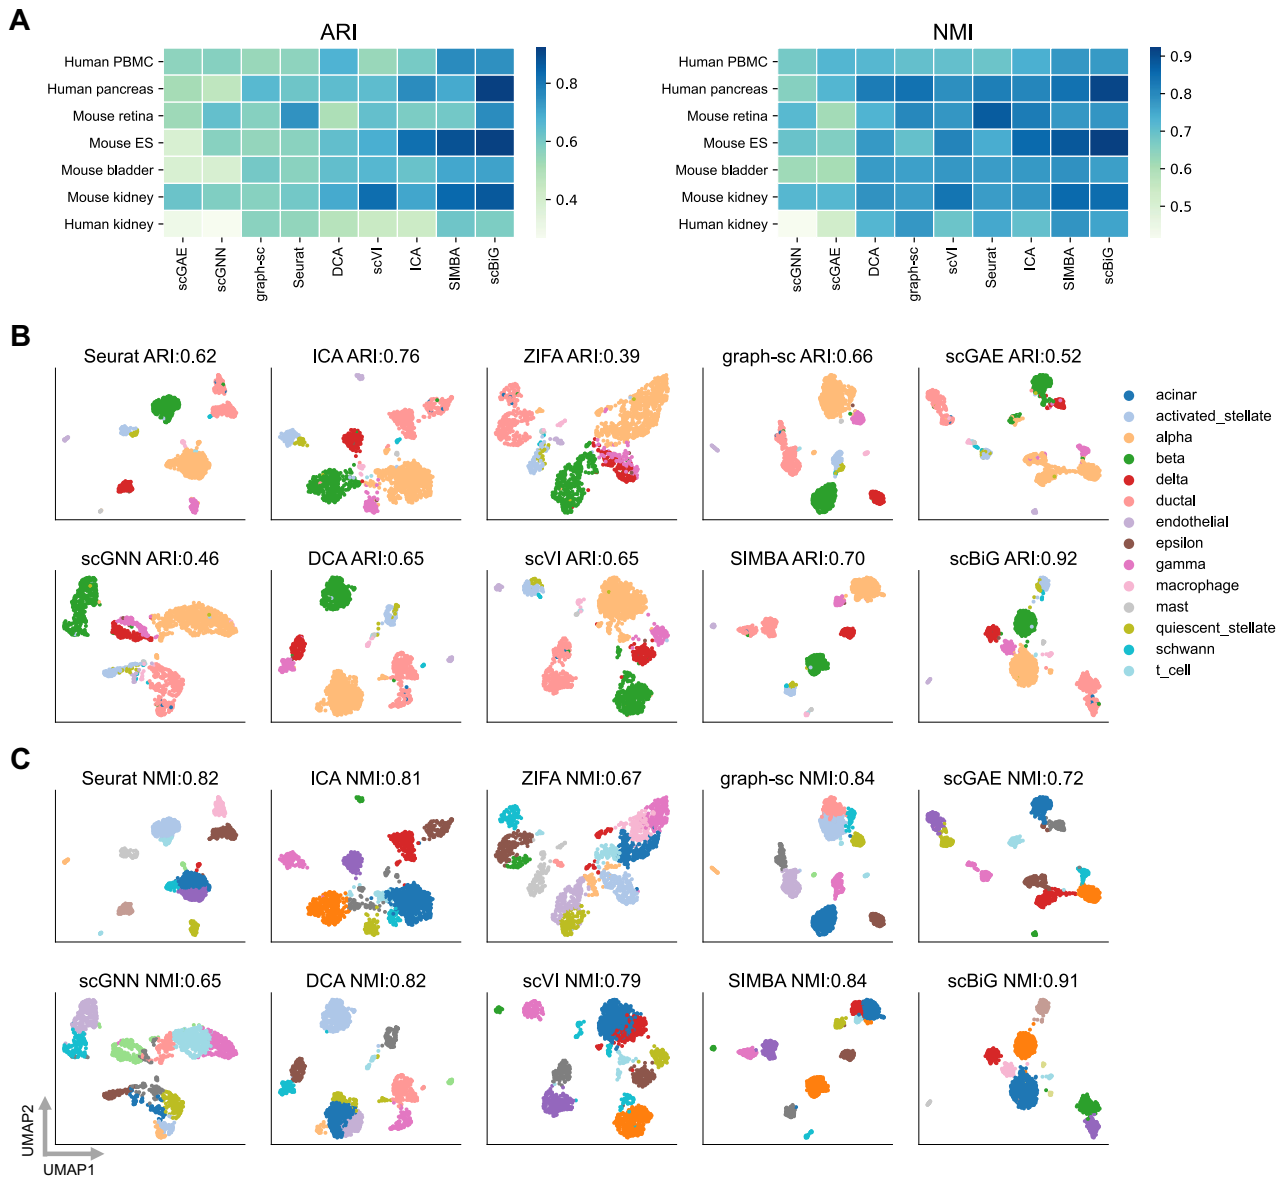 A
ARI
NMI
Human PBMC
Human pancreas
Mouse retina
Mouse ES
Mouse bladder
Mouse kidney
Human kidney
scGAE
scGNN
graph-sc
Seurat
DCA
scVI
ICA
SIMBA
scBiG
0.8
0.6
0.4
Human PBMC
Human pancreas
Mouse retina
Mouse ES
Mouse bladder
Mouse kidney
Human kidney
scGNN
scGAE
DCA
graph-sc
scVI
Seurat
ICA
SIMBA
scBiG
0.9
0.8
0.7
0.6
0.5
B
Seurat ARI:0.62
ICA ARI:0.76
ZIFA ARI:0.39
graph-sc ARI:0.66
scGAE ARI:0.52
scGNN ARI:0.46
DCA ARI:0.65
scVI ARI:0.65
SIMBA ARI:0.70
scBiG ARI:0.92
acinar
activated_stellate
alpha
beta
delta
ductal
endothelial
epsilon
gamma
macrophage
mast
quiescent_stellate
schwann
t_cell
C
Seurat NMI:0.82
ICA NMI:0.81
ZIFA NMI:0.67
graph-sc NMI:0.84
scGAE NMI:0.72
scGNN NMI:0.65
DCA NMI:0.82
scVI NMI:0.79
SIMBA NMI:0.84
scBiG NMI:0.91
UMAP2
UMAP1